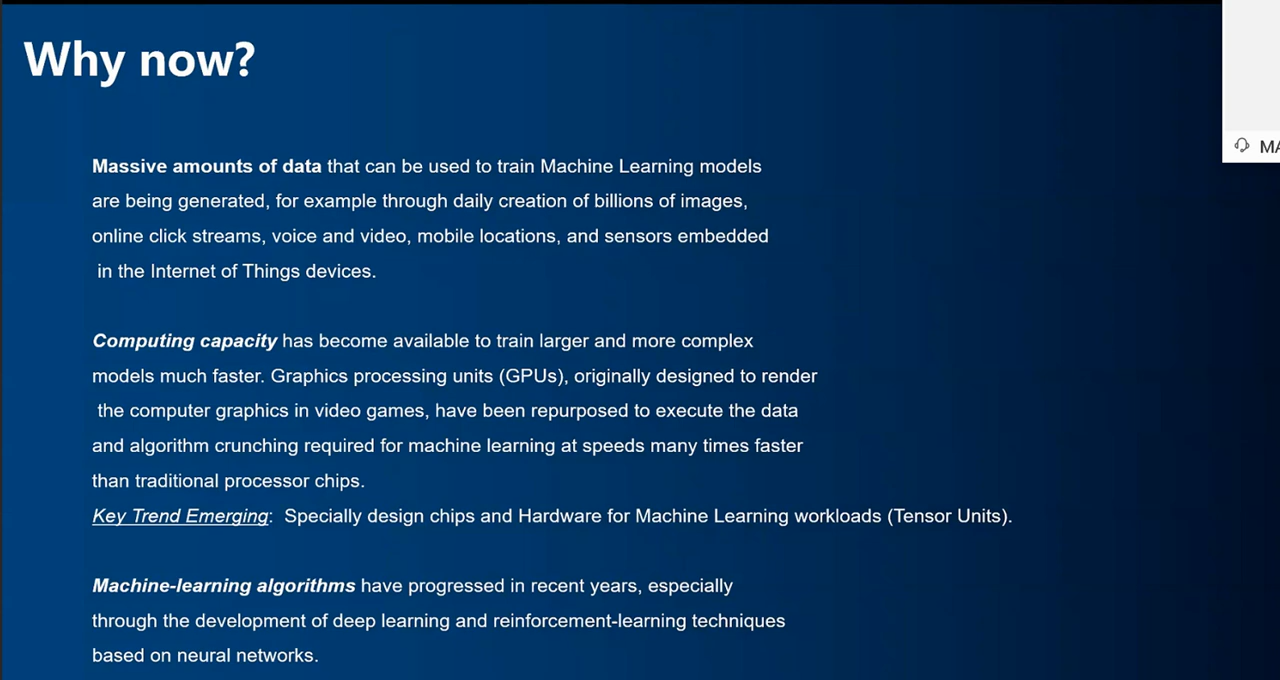 Why now?
Massive amounts of data that can be used to train Machine Learning models
are being generated, for example through daily creation of billions of images,
online click streams, voice and video, mobile locations, and sensors embedded
in the Internet of Things devices.
Computing capacity has become available to train larger and more complex
models much faster. Graphics processing units (GPUs), originally designed to render
the computer graphics in video games, have been repurposed to execute the data
and algorithm crunching required for machine learning at speeds many times faster
than traditional processor chips.
Key Trend Emerging:  Specially design chips and Hardware for Machine Learning workloads (Tensor Units).
Machine-learning algorithms have progressed in recent years, especially
through the development of deep learning and reinforcement-learning techniques
based on neural networks.